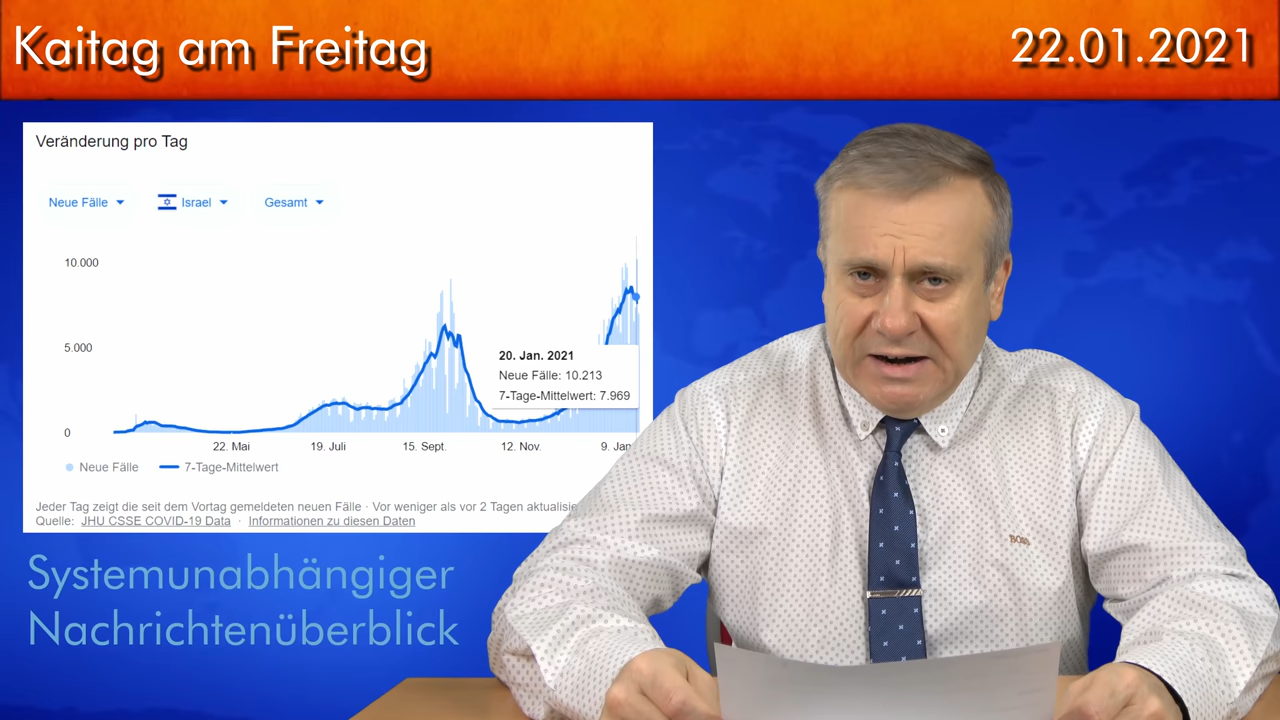 Kaitag am Freitag
22.01.2021
Veränderung pro Tag
Neue Fälle Israel Gesamt
10.000
5.000
0
20. Jan. 2021
Neue Fälle: 10.213
7-Tage-Mittelwert: 7.969
22. Mai 19. Juli 15. Sept. 12. Nov. 9. Jan
Neue Fälle 7-Tage-Mittelwert
Jeder Tag zeigt die seit dem Vortag gemeldeten neuen Fälle · Vor weniger als vor 2 Tagen aktualisie
Quelle: JHU CSSE COVID-19 Data · Informationen zu diesen Daten
Systemunabhängiger
Nachrichtenüberblick
BOSS